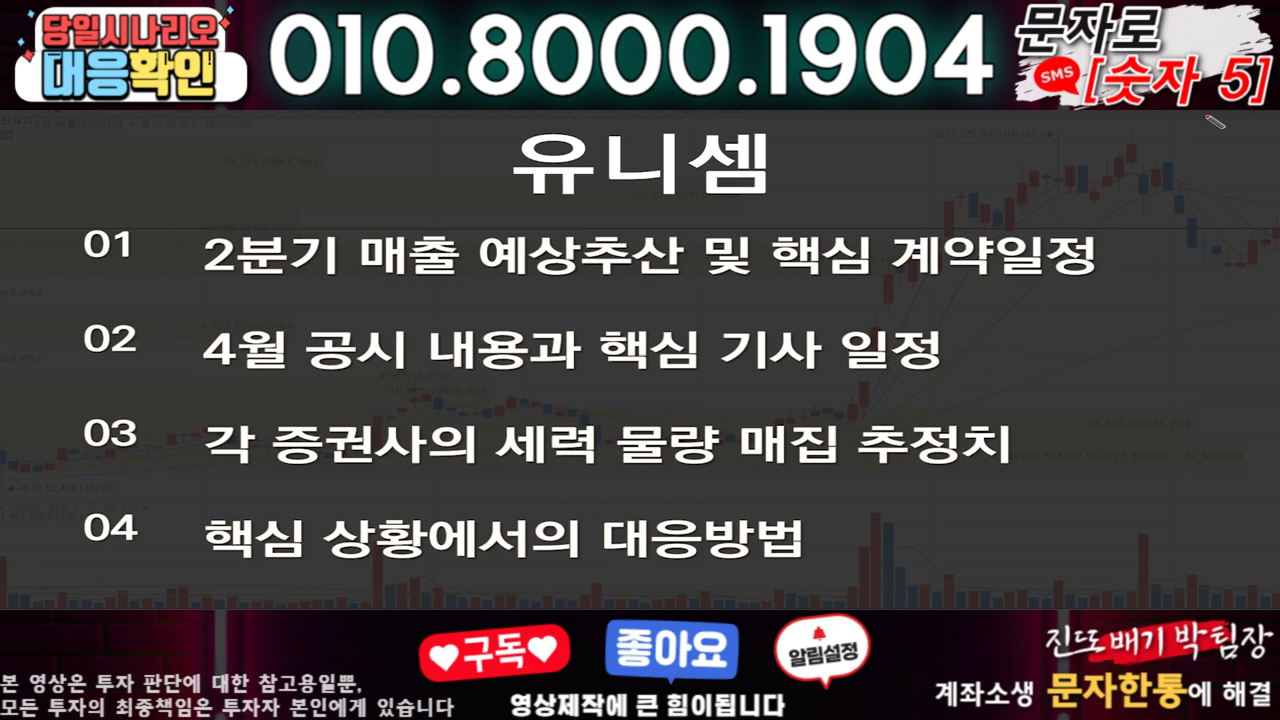 당일시나리오
대응확인
010.8000.1904
문자로
SMS
[숫자 5]
유니셈
01 2분기 매출 예상추산 및 핵심 계약일정
02 4월 공시 내용과 핵심 기사 일정
03 각 증권사의 세력 물량 매집 추정치
04 핵심 상황에서의 대응방법
구독
좋아요
알림설정
영상제작에 큰 힘이됩니다
본 영상은 투자 판단에 대한 참고용일뿐,
모든 투자의 최종책임은 투자자 본인에게 있습니다
진또배기 박팀장
계좌소생 문자한통에 해결